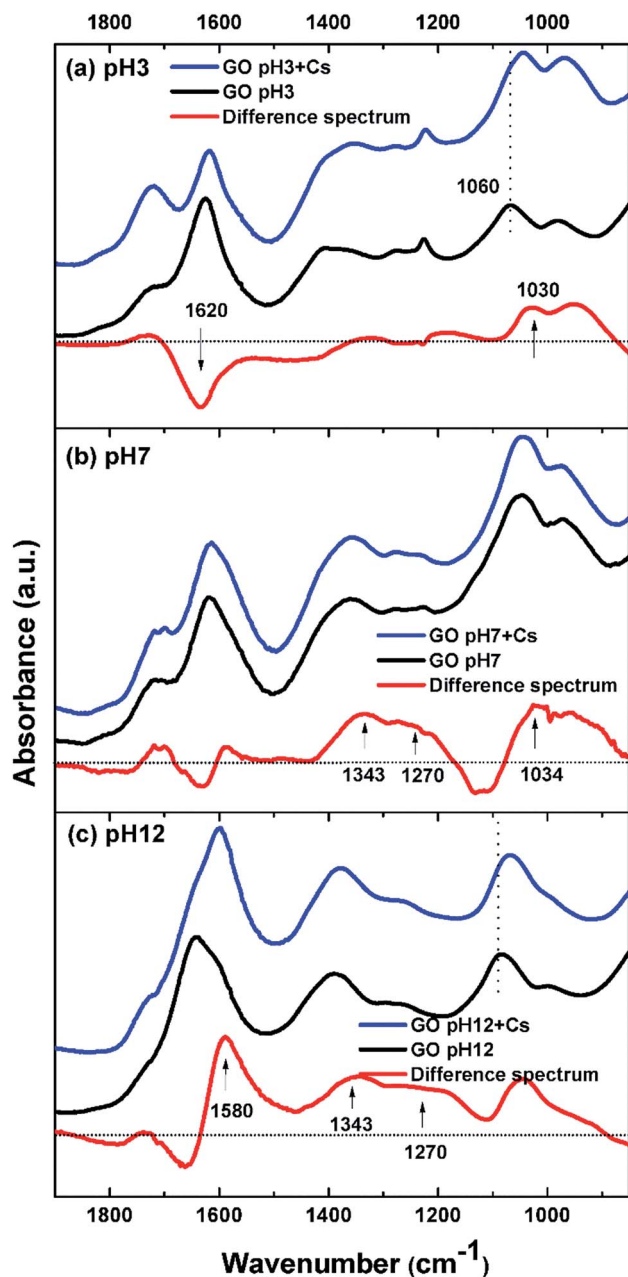 1800 1600 1400 1200 1000
(a) pH3
GO pH3+Cs
GO pH3
Difference spectrum
1060
1620
1030
(b) pH7
GO pH7+Cs
GO pH7
Difference spectrum
1343
1270
1034
(c) pH12
GO pH12+Cs
GO pH12
Difference spectrum
1580
1343
1270
1800 1600 1400 1200 1000
Wavenumber (cm⁻¹)
Absorbance (a.u.)